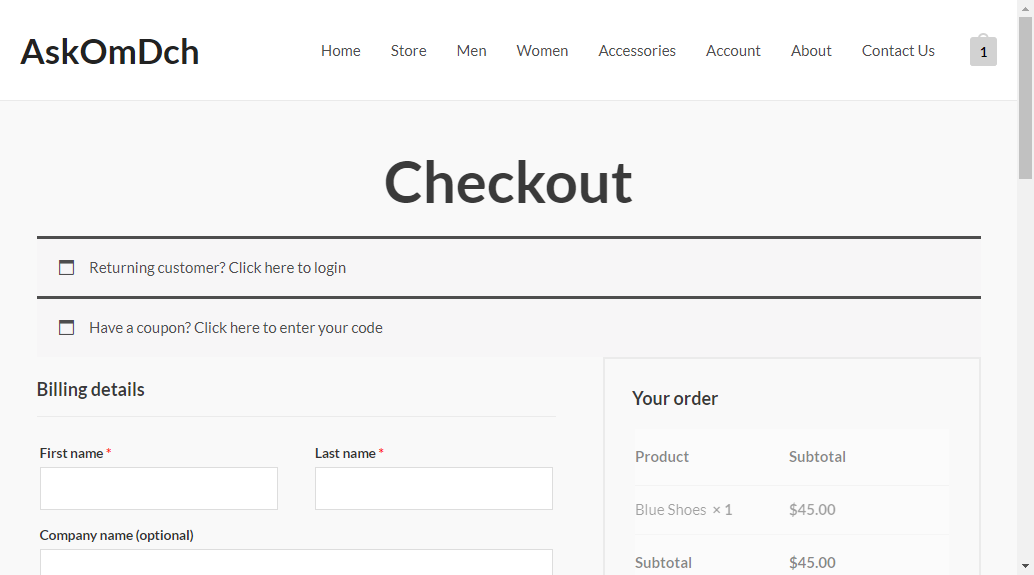 AskOmDch
Home Store Men Women Accessories Account About Contact Us 1
Checkout
Returning customer? Click here to login
Have a coupon? Click here to enter your code
Billing details
First name * Last name *
Company name (optional)
Your order
Product Subtotal
Blue Shoes × 1 $45.00
Subtotal $45.00